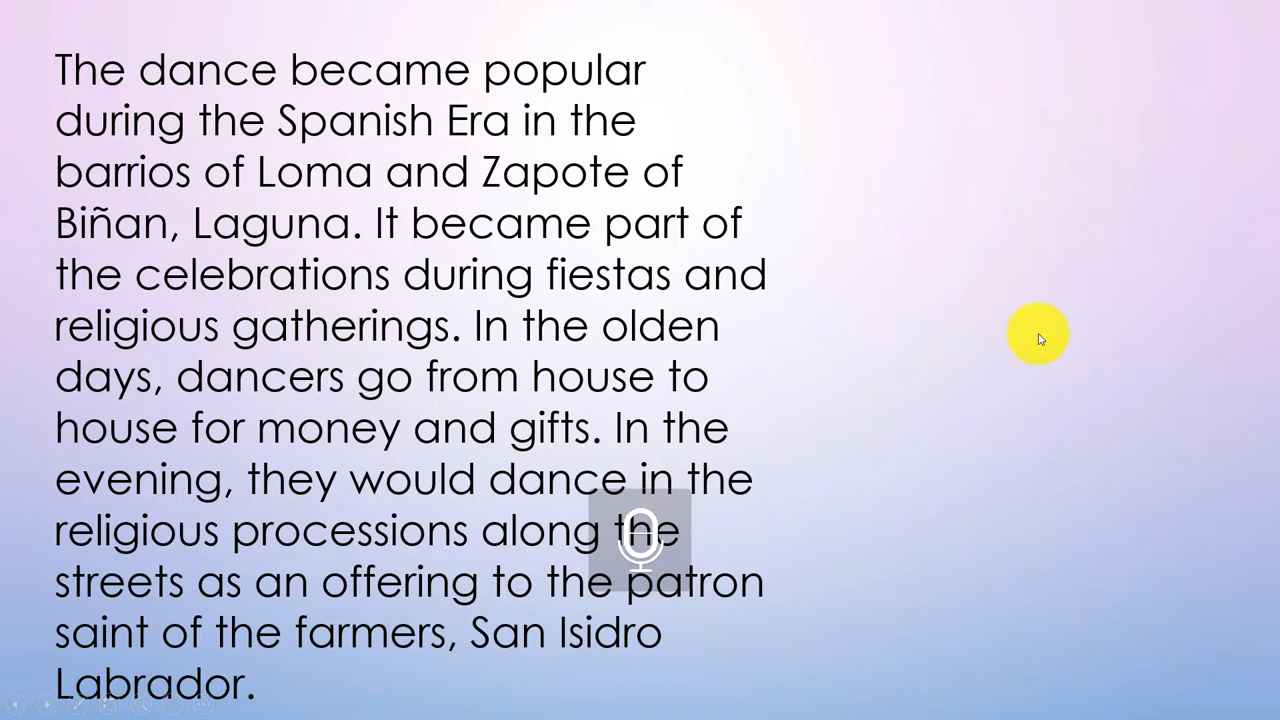 The dance became popular
during the Spanish Era in the
barrios of Loma and Zapote of
Biñan, Laguna. It became part of
the celebrations during fiestas and
religious gatherings. In the olden
days, dancers go from house to
house for money and gifts. In the
evening, they would dance in the
religious processions along the
streets as an offering to the patron
saint of the farmers, San Isidro
Labrador.